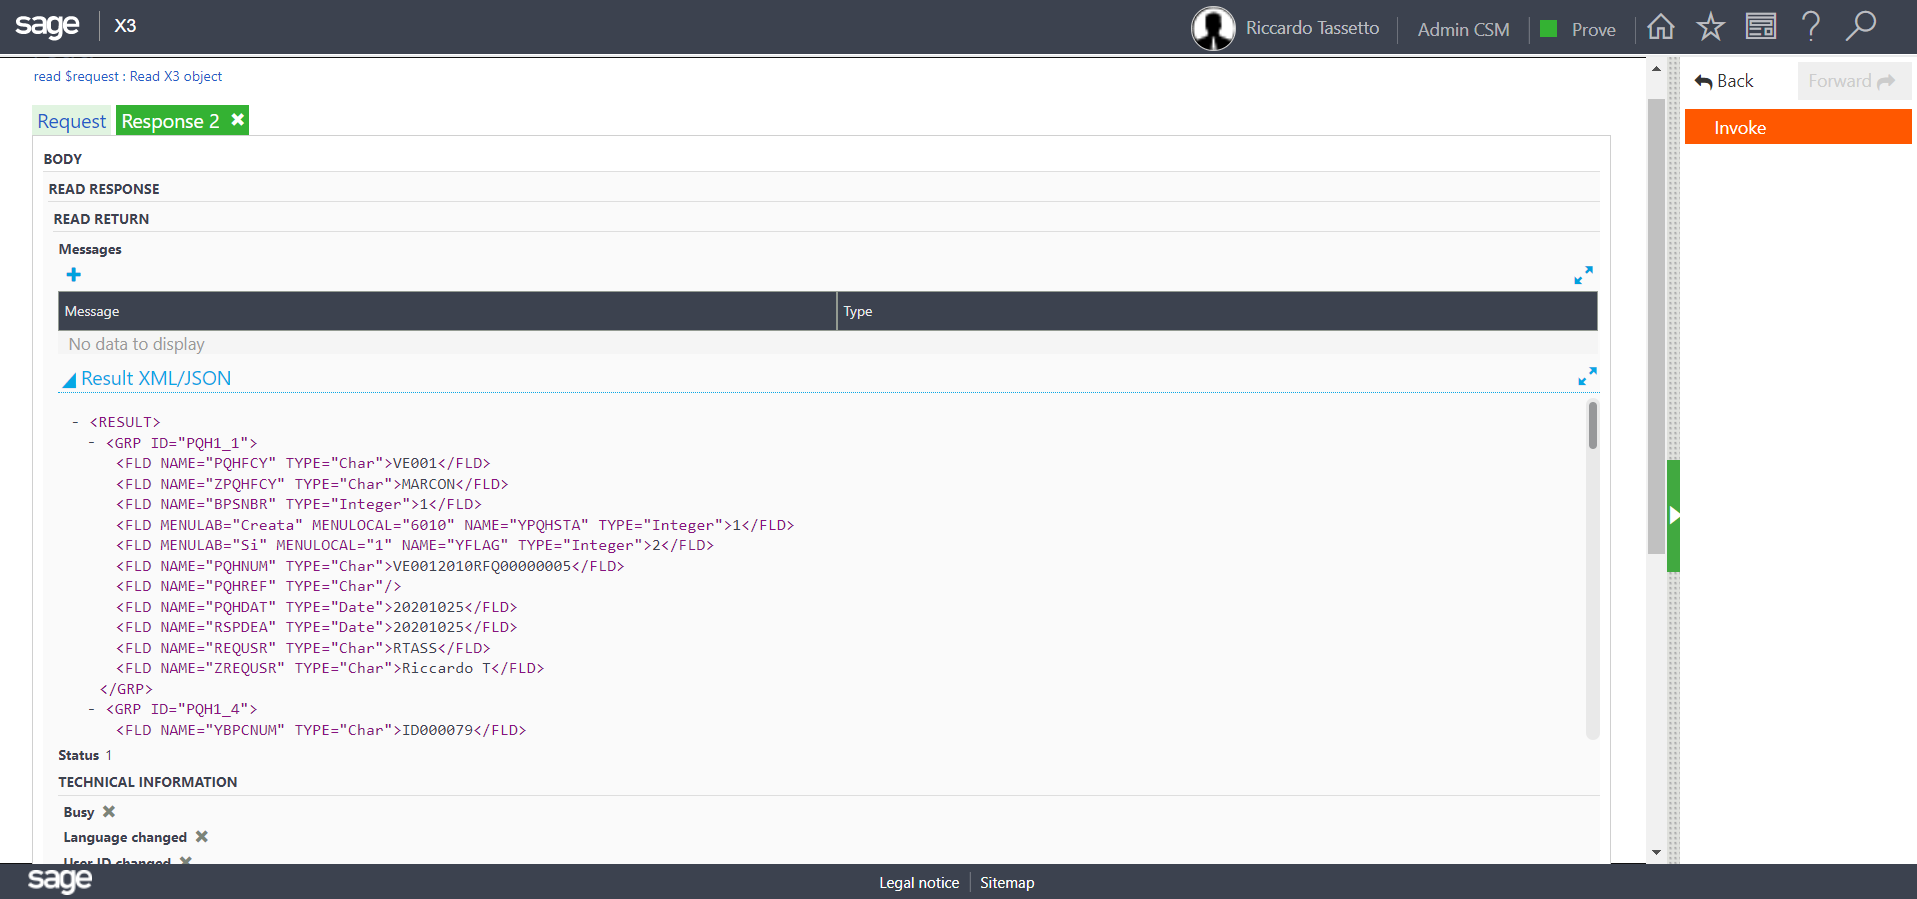 sage X3 Riccardo Tassetto Admin CSM Prove
read $request : Read X3 object
Back Forward
Request Response 2
Invoke
BODY
READ RESPONSE
READ RETURN
Messages
Message Type
No data to display
Result XML/JSON
- <RESULT>
- <GRP ID="PQH1_1">
<FLD NAME="PQHFCY" TYPE="Char">VE001</FLD>
<FLD NAME="ZPQHFCY" TYPE="Char">MARCON</FLD>
<FLD NAME="BPSNBR" TYPE="Integer">1</FLD>
<FLD MENULAB="Creata" MENULOCAL="6010" NAME="YPQHSTA" TYPE="Integer">1</FLD>
<FLD MENULAB="Si" MENULOCAL="1" NAME="YFLAG" TYPE="Integer">2</FLD>
<FLD NAME="PQHNUM" TYPE="Char">VE0012010RFQ00000005</FLD>
<FLD NAME="PQHREF" TYPE="Char"/>
<FLD NAME="PQHDAT" TYPE="Date">20201025</FLD>
<FLD NAME="RSPDEA" TYPE="Date">20201025</FLD>
<FLD NAME="REQUSR" TYPE="Char">RTASS</FLD>
<FLD NAME="ZREQUSR" TYPE="Char">Riccardo T</FLD>
</GRP>
- <GRP ID="PQH1_4">
<FLD NAME="YBPCNUM" TYPE="Char">ID000079</FLD>
Status 1
TECHNICAL INFORMATION
Busy
Language changed
User ID changed
sage Legal notice Sitemap